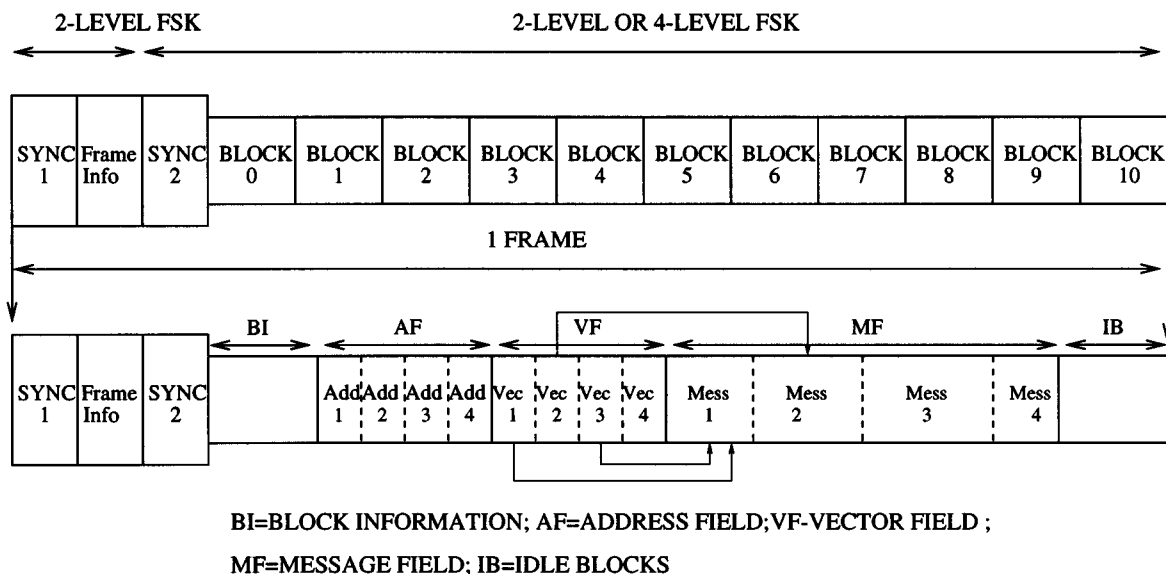 2-LEVEL FSK 2-LEVEL OR 4-LEVEL FSK
SYNC 1 Frame Info SYNC 2 BLOCK 0 BLOCK 1 BLOCK 2 BLOCK 3 BLOCK 4 BLOCK 5 BLOCK 6 BLOCK 7 BLOCK 8 BLOCK 9 BLOCK 10
1 FRAME
BI AF VF MF IB
SYNC 1 Frame Info SYNC 2 Add 1 Add 2 Add 3 Add 4 Vec 1 Vec 2 Vec 3 Vec 4 Mess 1 Mess 2 Mess 3 Mess 4
BI=BLOCK INFORMATION; AF=ADDRESS FIELD;VF-VECTOR FIELD ;
MF=MESSAGE FIELD; IB=IDLE BLOCKS